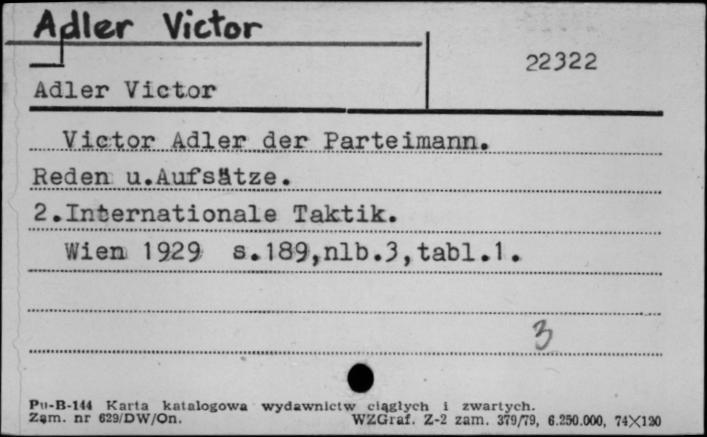 Adler Victor
22322
Adler Victor
Victor Adler der Parteimann.
Reden u.Aufsätze.
2.Internationale Taktik.
Wien 1929 s.189,nlb.3,tabl.1.
3
Pu-B-144 Karta katalogowa wydawnictw ciągłych i zwartych.
Zam. nr 629/DW/On. WZGraf. Z-2 zam. 379/79, 6.250.000, 74×120